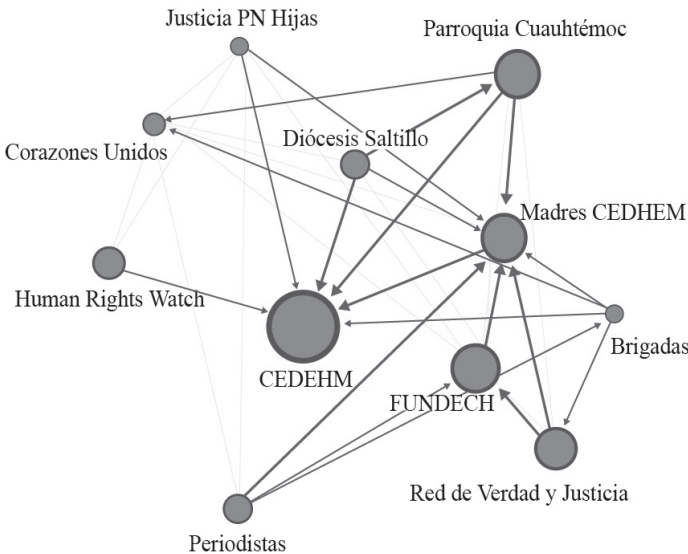 Justicia PN Hijas
Parroquia Cuauhtémoc
Corazones Unidos
Diócesis Saltillo
Madres CEDHEM
Human Rights Watch
Brigadas
CEDEHM
FUNDECH
Red de Verdad y Justicia
Periodistas